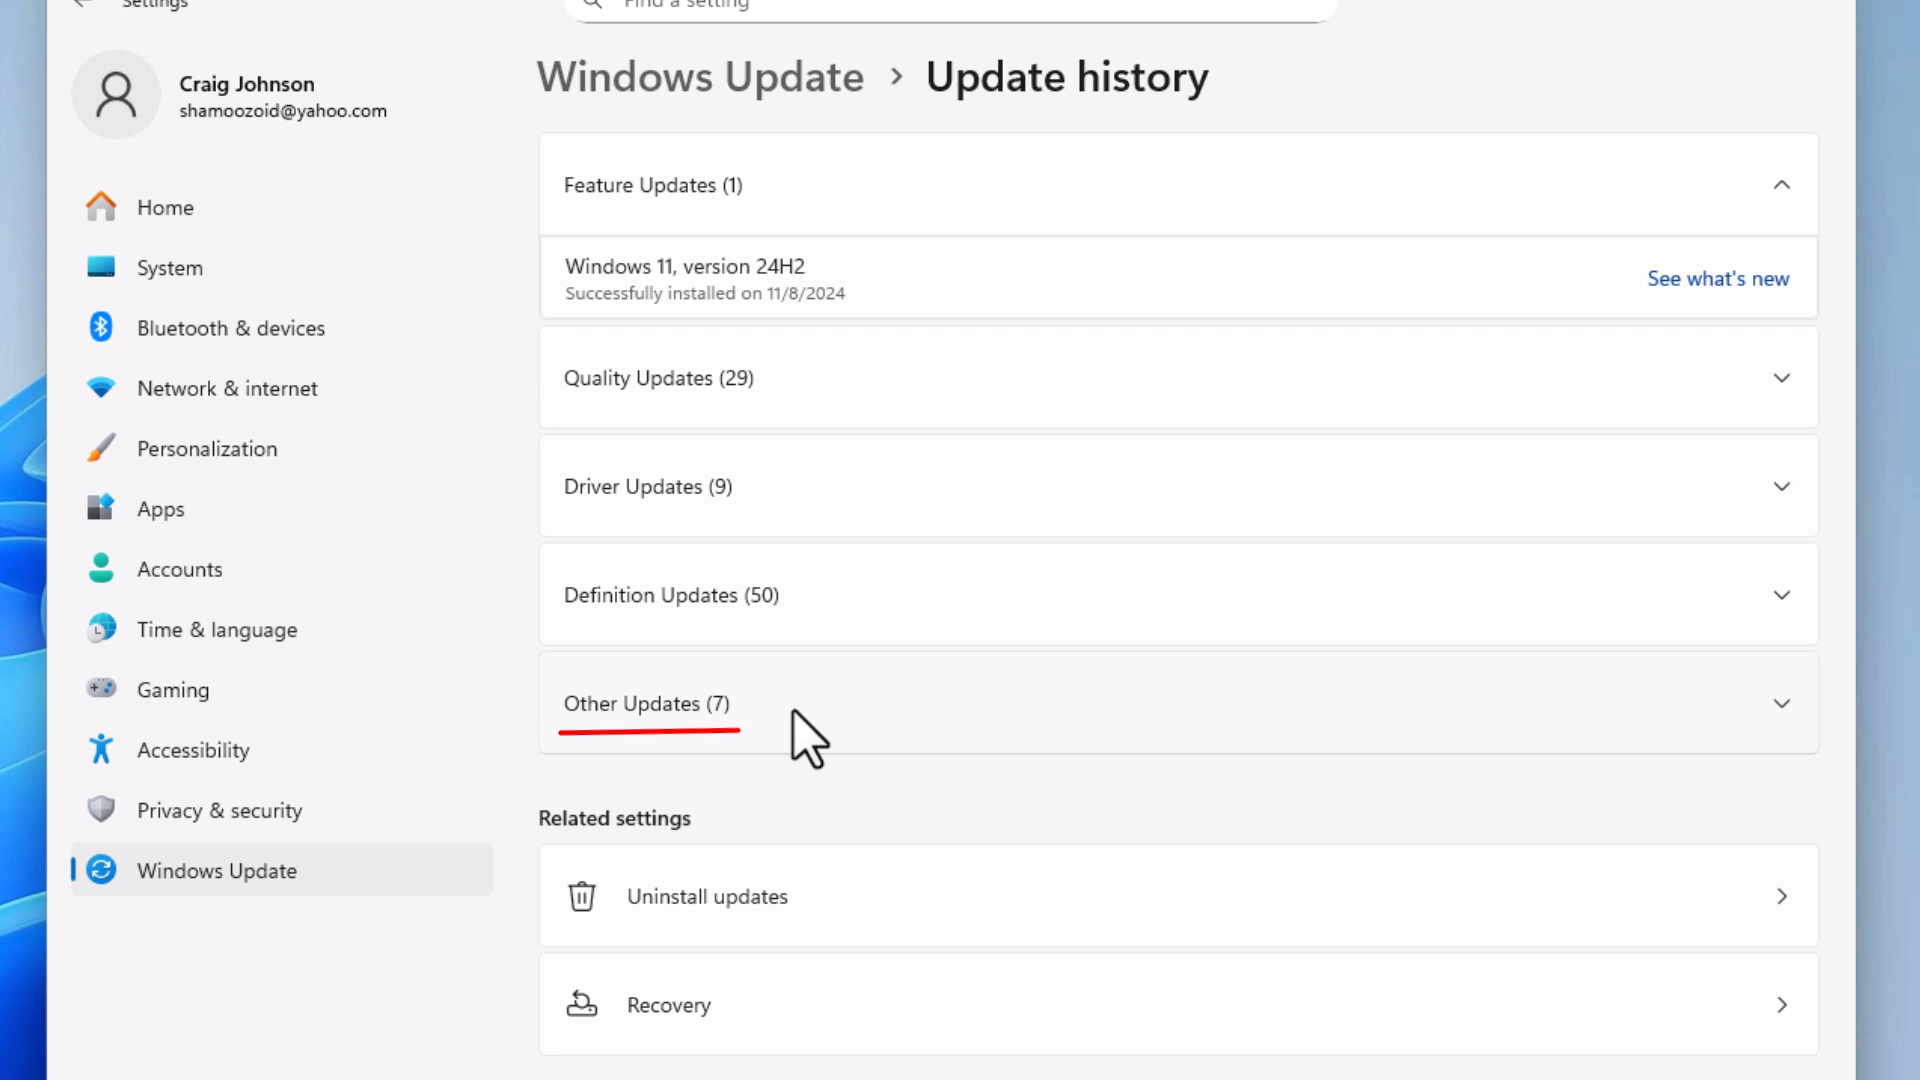 Settings
Find a setting
Craig Johnson
shamoozoid@yahoo.com
Home
System
Bluetooth & devices
Network & internet
Personalization
Apps
Accounts
Time & language
Gaming
Accessibility
Privacy & security
Windows Update
Windows Update > Update history
Feature Updates (1)
Windows 11, version 24H2
Successfully installed on 11/8/2024
See what's new
Quality Updates (29)
Driver Updates (9)
Definition Updates (50)
Other Updates (7)
Related settings
Uninstall updates
Recovery